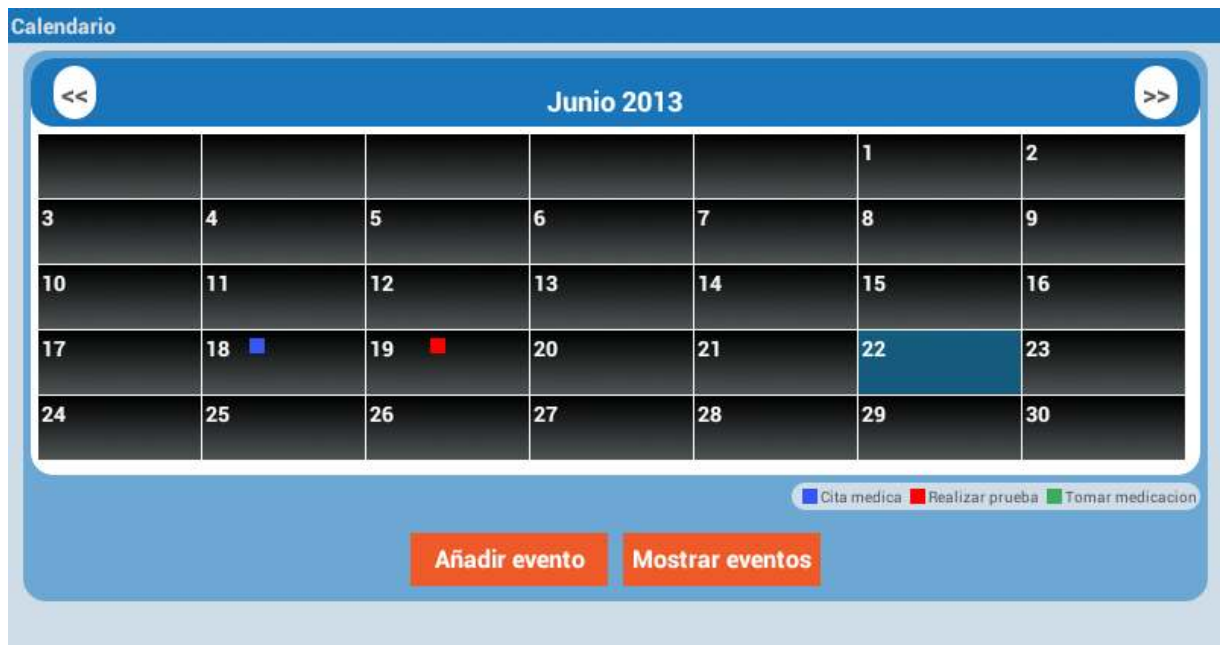 Calendario
<< Junio 2013 >>
1 2
3 4 5 6 7 8 9
10 11 12 13 14 15 16
17 18 19 20 21 22 23
24 25 26 27 28 29 30
Cita medica Realizar prueba Tomar medicacion
Añadir evento Mostrar eventos